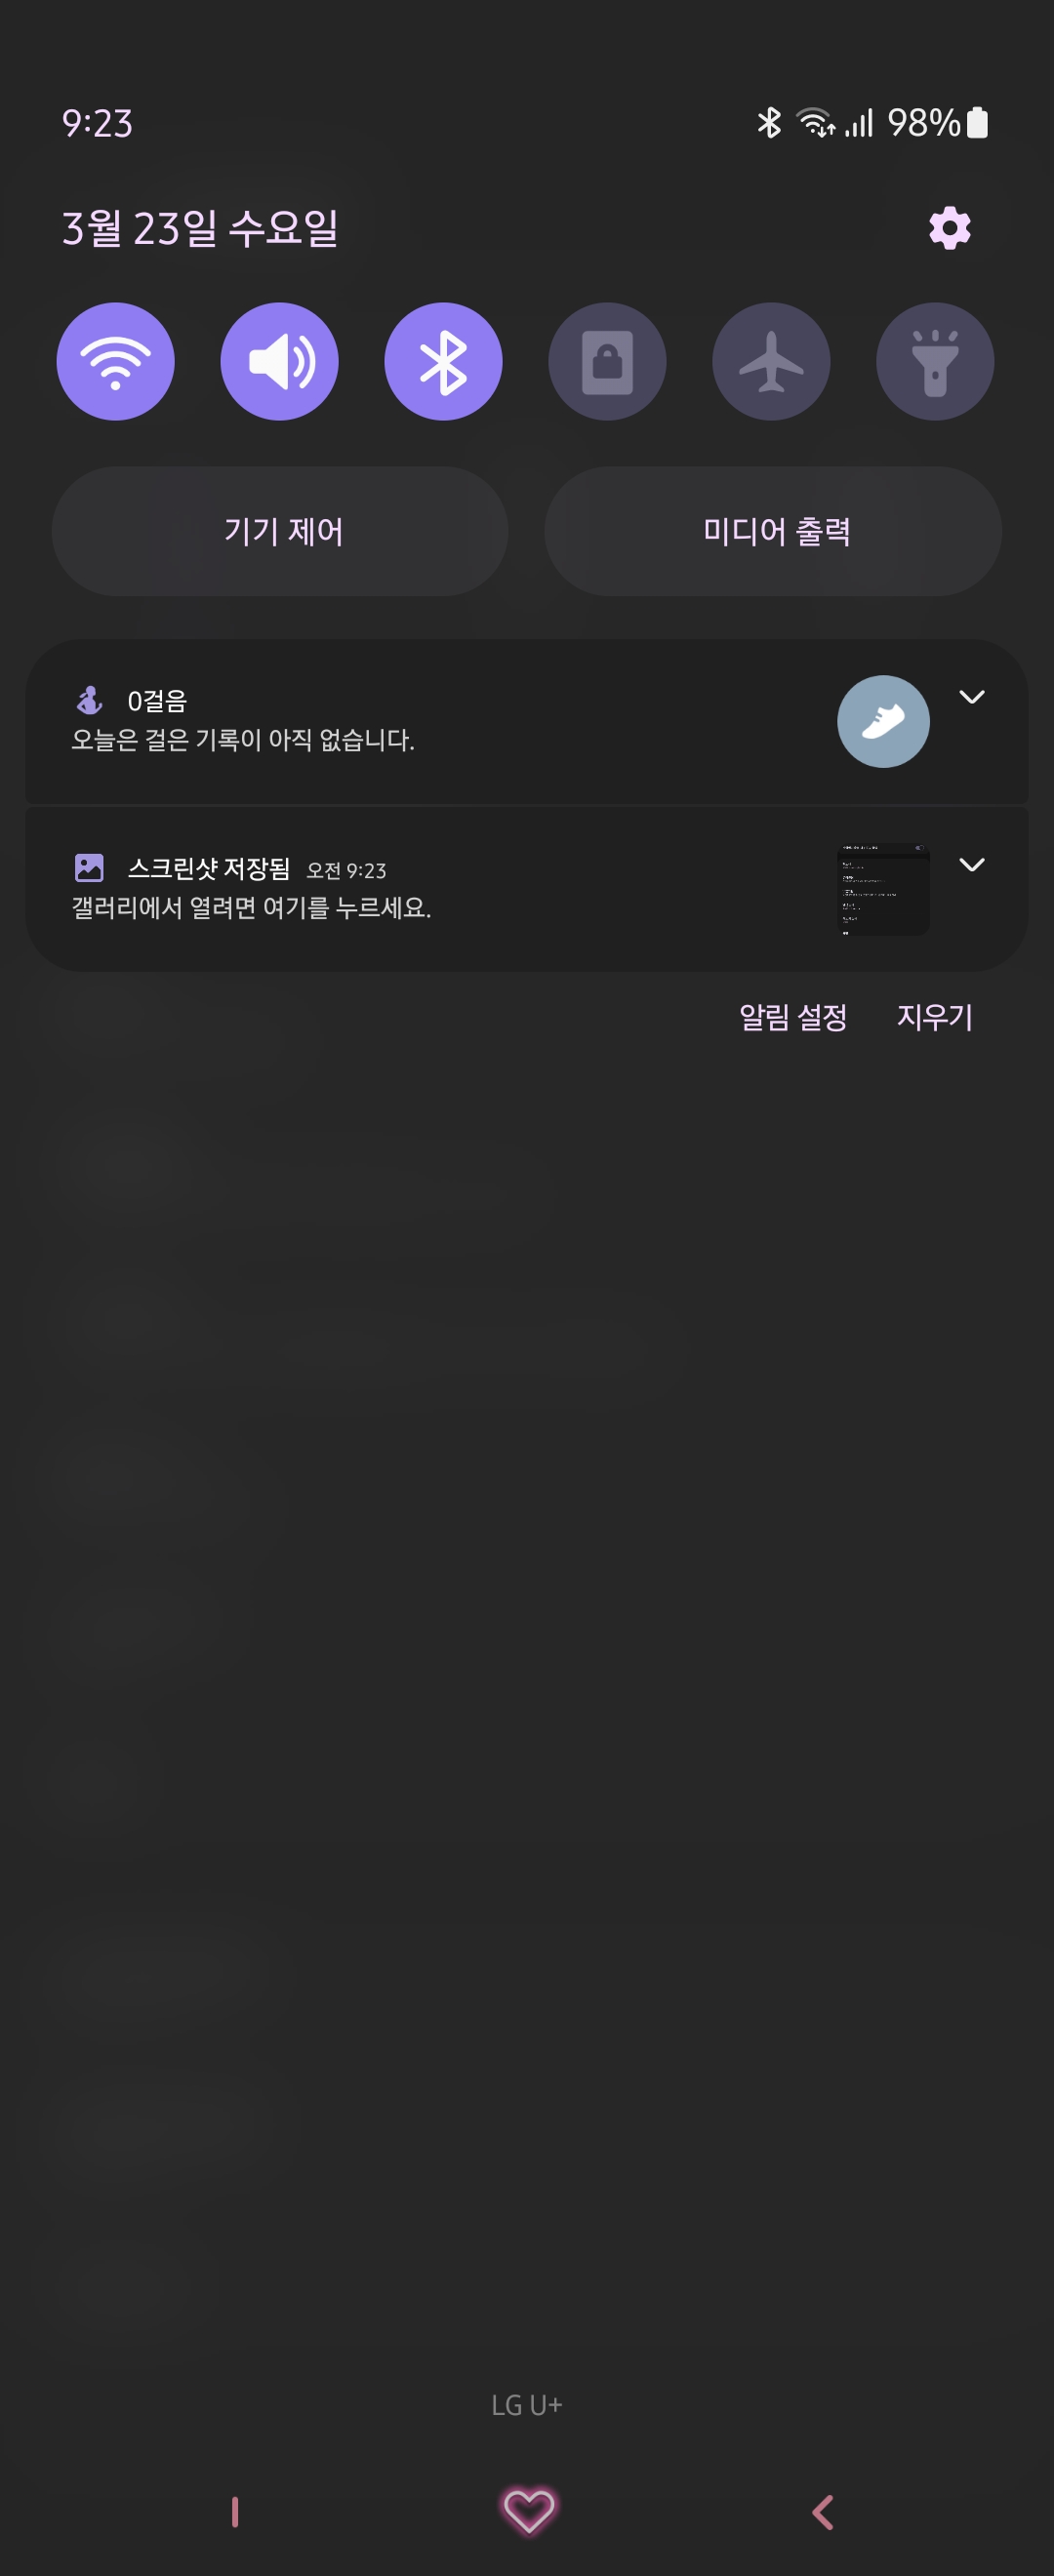 9:23
98%
3월 23일 수요일
기기 제어
미디어 출력
0걸음
오늘은 걸은 기록이 아직 없습니다.
스크린샷 저장됨 오전 9:23
갤러리에서 열려면 여기를 누르세요.
알림 설정 지우기
LG U+